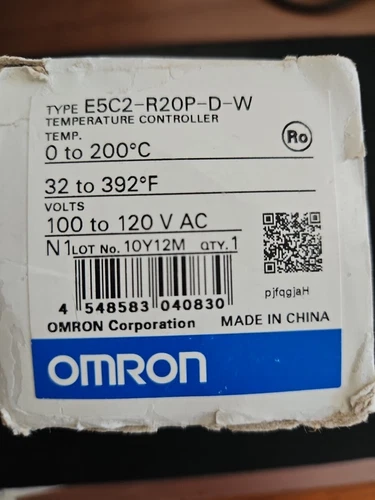 TYPE E5C2-R20P-D-W
TEMPERATURE CONTROLLER
TEMP.
Ro
0 to 200°C
32 to 392°F
VOLTS
100 to 120 V AC
N1 LOT No. 10Y12M QTY. 1
4 548583 040830
pjfqgjaH
OMRON Corporation MADE IN CHINA
OMRON